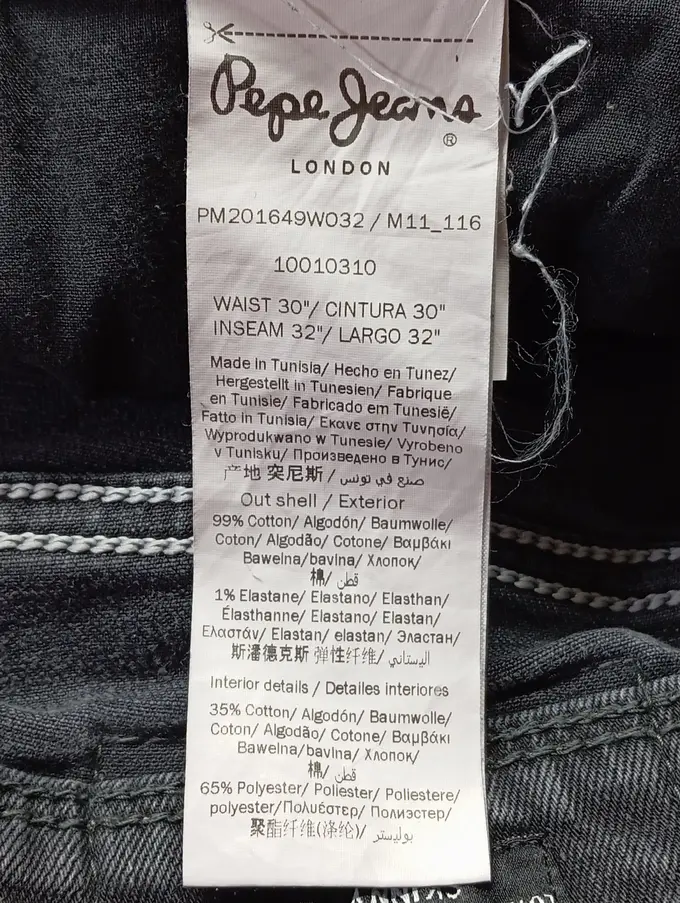 Pepe Jeans
®
LONDON
PM201649W032 / M11_116
10010310
WAIST 30"/ CINTURA 30"
INSEAM 32"/ LARGO 32"
Made in Tunisia/ Hecho en Tunez/
Hergestellt in Tunesien/ Fabrique
en Tunisie/ Fabricado em Tunesië/
Fatto in Tunisia/ Εκανε στην Τυνησία/
Wyprodukwano w Tunesie/ Vyrobeno
v Tunisku/ Произведено в Тунис/
产地 突尼斯 / صنع في تونس
Out shell / Exterior
99% Cotton/ Algodón/ Baumwolle/
Coton/ Algodão/ Cotone/ Βαμβάκι
Bawelna/bavlna/ Хлопок/
棉/ قطن
1% Elastane/ Elastano/ Elasthan/
Élasthanne/ Elastano/ Elastan/
Ελαστάν/ Elastan/ elastan/ Эластан/
斯潘德克斯 弹性纤维/ اليستاني
Interior details / Detalles interiores
35% Cotton/ Algodón/ Baumwolle/
Coton/ Algodão/ Cotone/ Βαμβάκι
Bawelna/bavlna/ Хлопок/
棉/ قطن
65% Polyester/ Poliester/ Poliestere/
polyester/Πολυέστερ/ Полиэстер/
聚酯纤维(涤纶)/ بوليستر
SKINNY